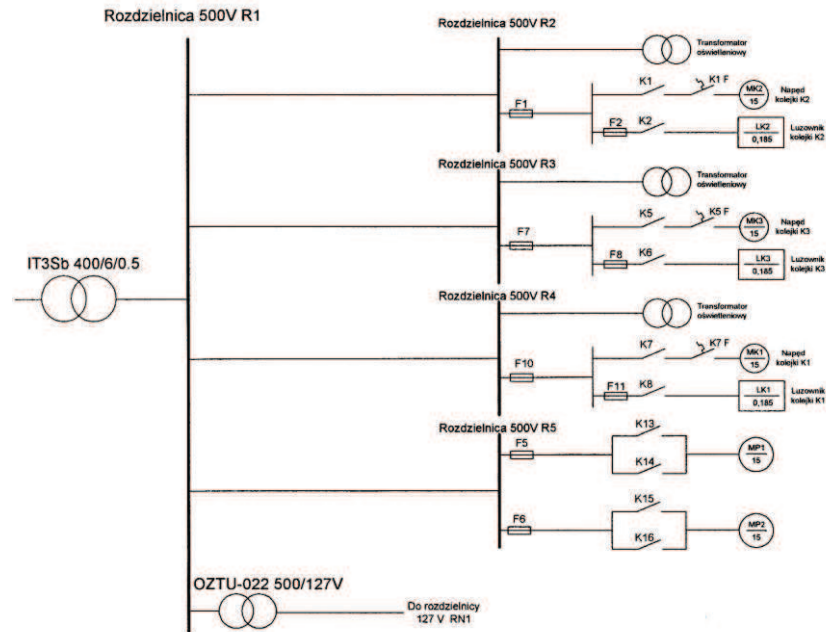 Rozdzielnica 500V R1
Rozdzielnica 500V R2
Transformator
oświetleniowy
F1
K1
K1 F
MK2
15
Napęd
kolejki K2
F2
K2
LK2
0,185
Luzownik
kolejki K2
Rozdzielnica 500V R3
Transformator
oświetleniowy
F7
K5
K5 F
MK3
15
Napęd
kolejki K3
F8
K6
LK3
0,185
Luzownik
kolejki K3
IT3Sb 400/6/0.5
Rozdzielnica 500V R4
Transformator
oświetleniowy
F10
K7
K7 F
MK1
15
Napęd
kolejki K1
F11
K8
LK1
0,185
Luzownik
kolejki K1
Rozdzielnica 500V R5
F5
K13
K14
MP1
15
F6
K15
K16
MP2
15
OZTU-022 500/127V
Do rozdzielnicy
127 V RN1